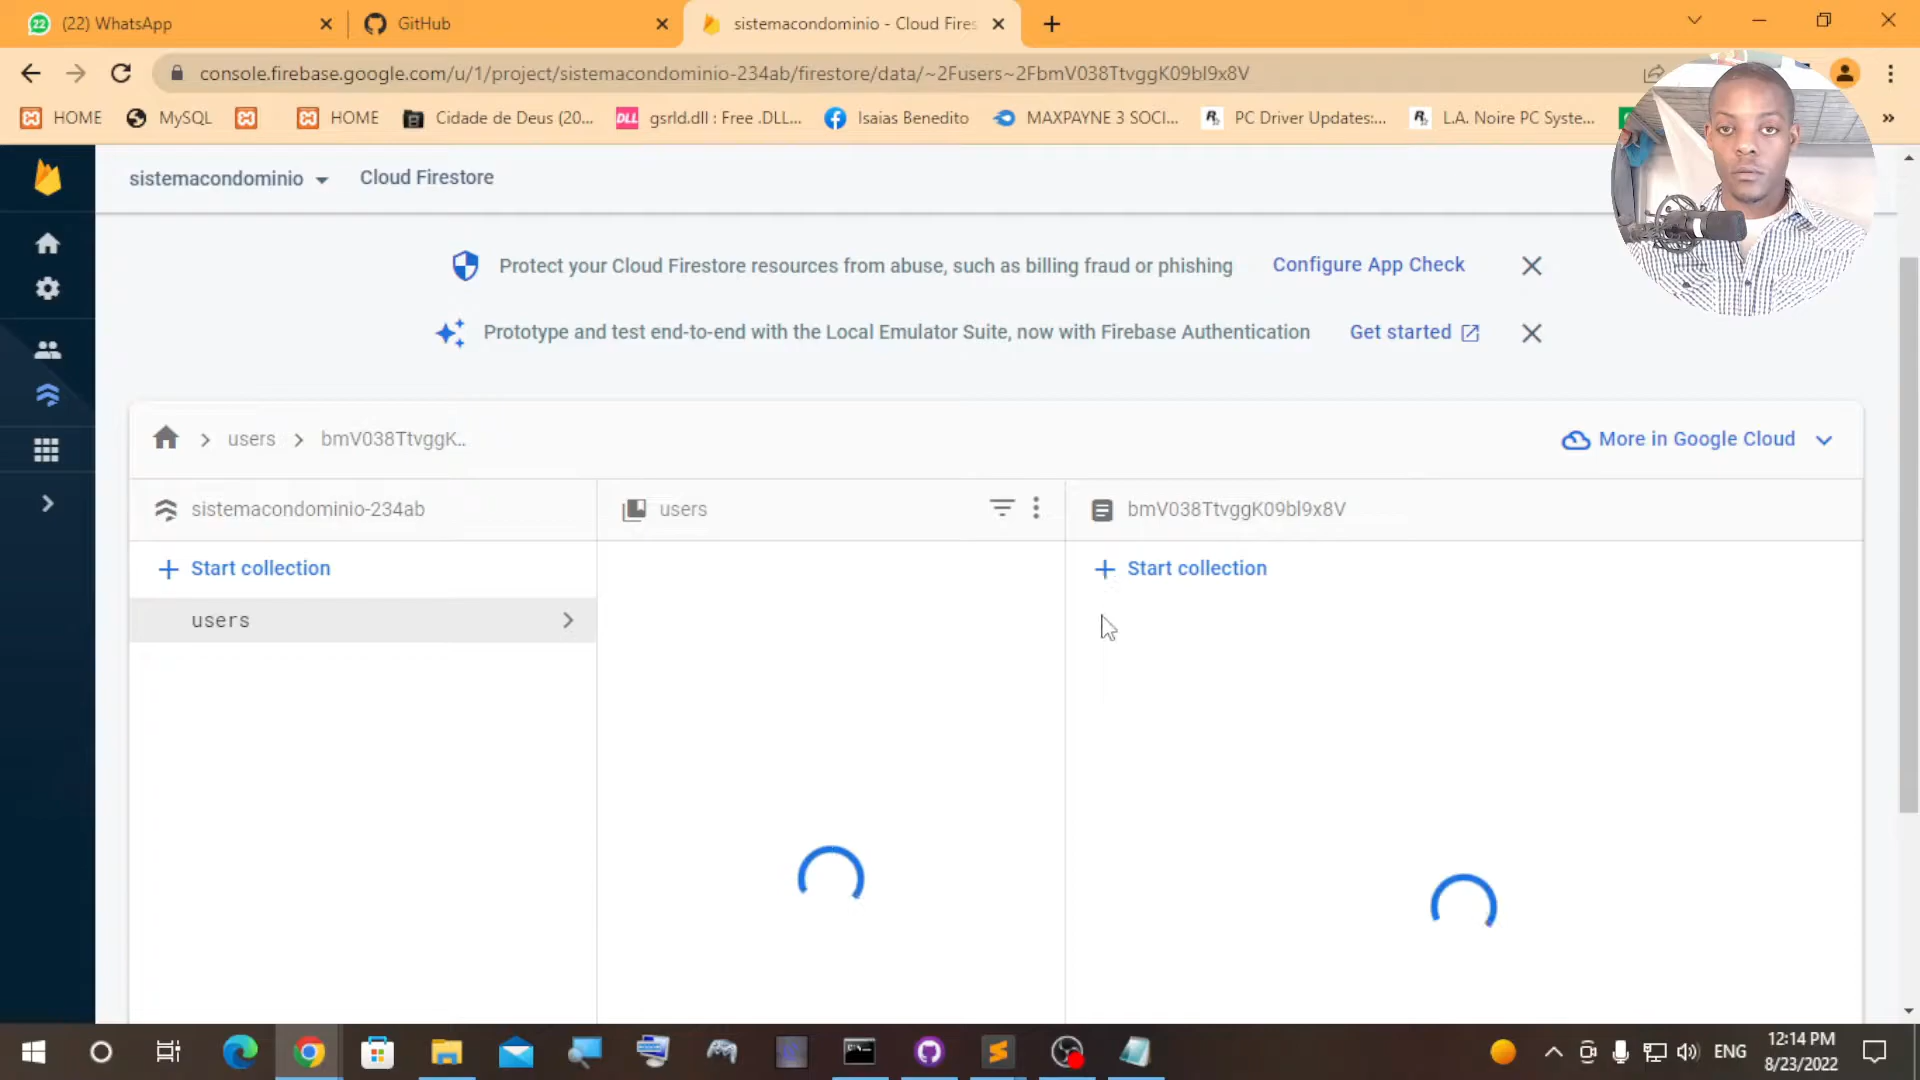 (22) WhatsApp
GitHub
sistemacondominio - Cloud Fires
console.firebase.google.com/u/1/project/sistemacondominio-234ab/firestore/data/~2Fusers~2FbmV038TtvggK09bl9x8V
HOME
MySQL
HOME
Cidade de Deus (20...
DLL
gsrld.dll : Free .DLL...
Isaias Benedito
MAXPAYNE 3 SOCI...
PC Driver Updates:...
L.A. Noire PC Syste...
sistemacondominio
Cloud Firestore
Protect your Cloud Firestore resources from abuse, such as billing fraud or phishing
Configure App Check
Prototype and test end-to-end with the Local Emulator Suite, now with Firebase Authentication
Get started
users
bmV038TtvggK..
More in Google Cloud
sistemacondominio-234ab
users
bmV038TtvggK09bl9x8V
Start collection
Start collection
users
ENG
12:14 PM
8/23/2022